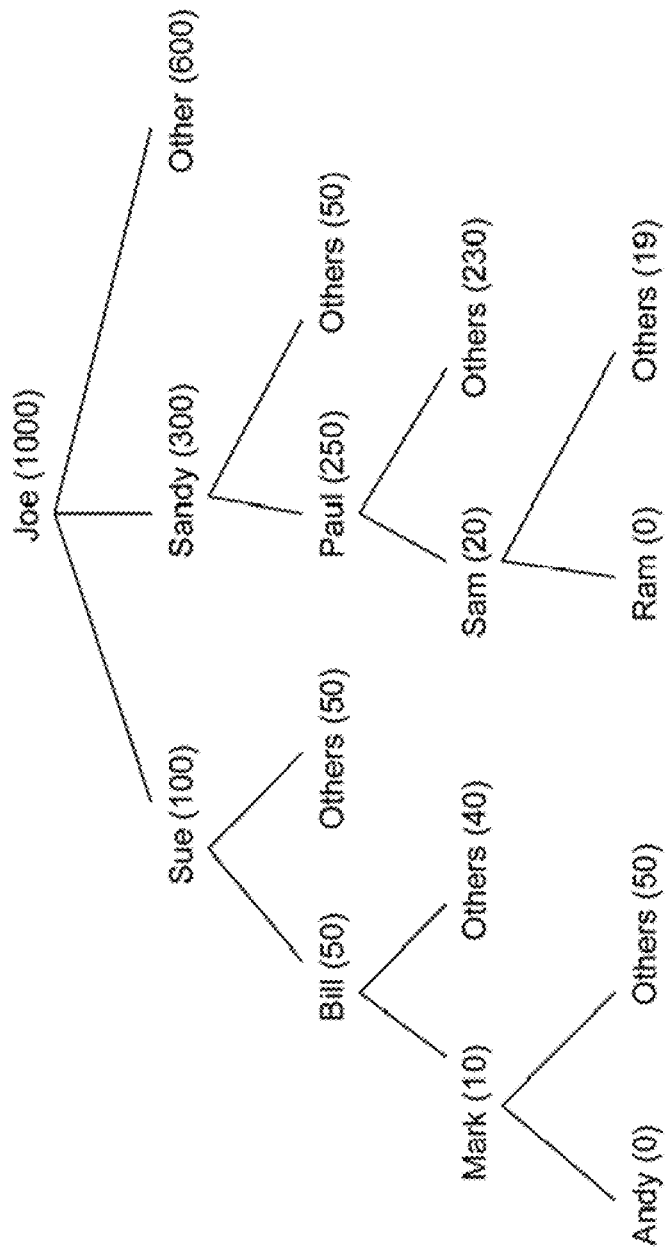 Joe (1000)
Sue (100)
Sandy (300)
Other (600)
Bill (50)
Others (50)
Paul (250)
Others (50)
Mark (10)
Others (40)
Sam (20)
Others (230)
Andy (0)
Others (50)
Ram (0)
Others (19)